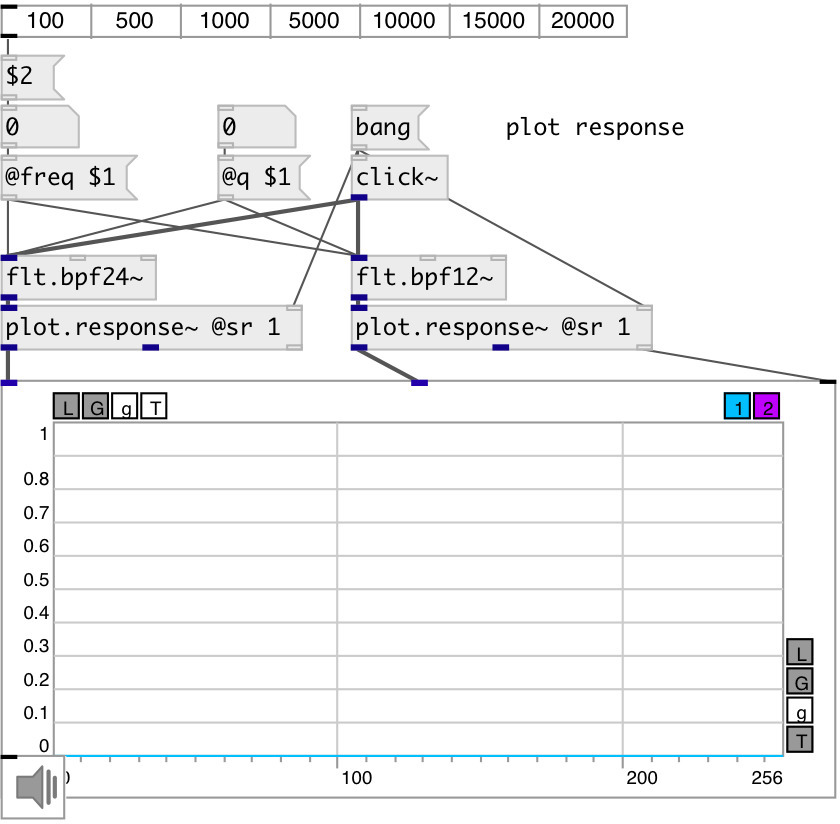 100 500 1000 5000 10000 15000 20000
$2
0 0 bang plot response
@freq $1 @q $1 click~
flt.bpf24~ flt.bpf12~
plot.response~ @sr 1 plot.response~ @sr 1
L G g T 1 2
1
0.8
0.7
0.6
0.5
0.4
0.3 L
0.2 G
0.1 g
0 T
0 100 200 256